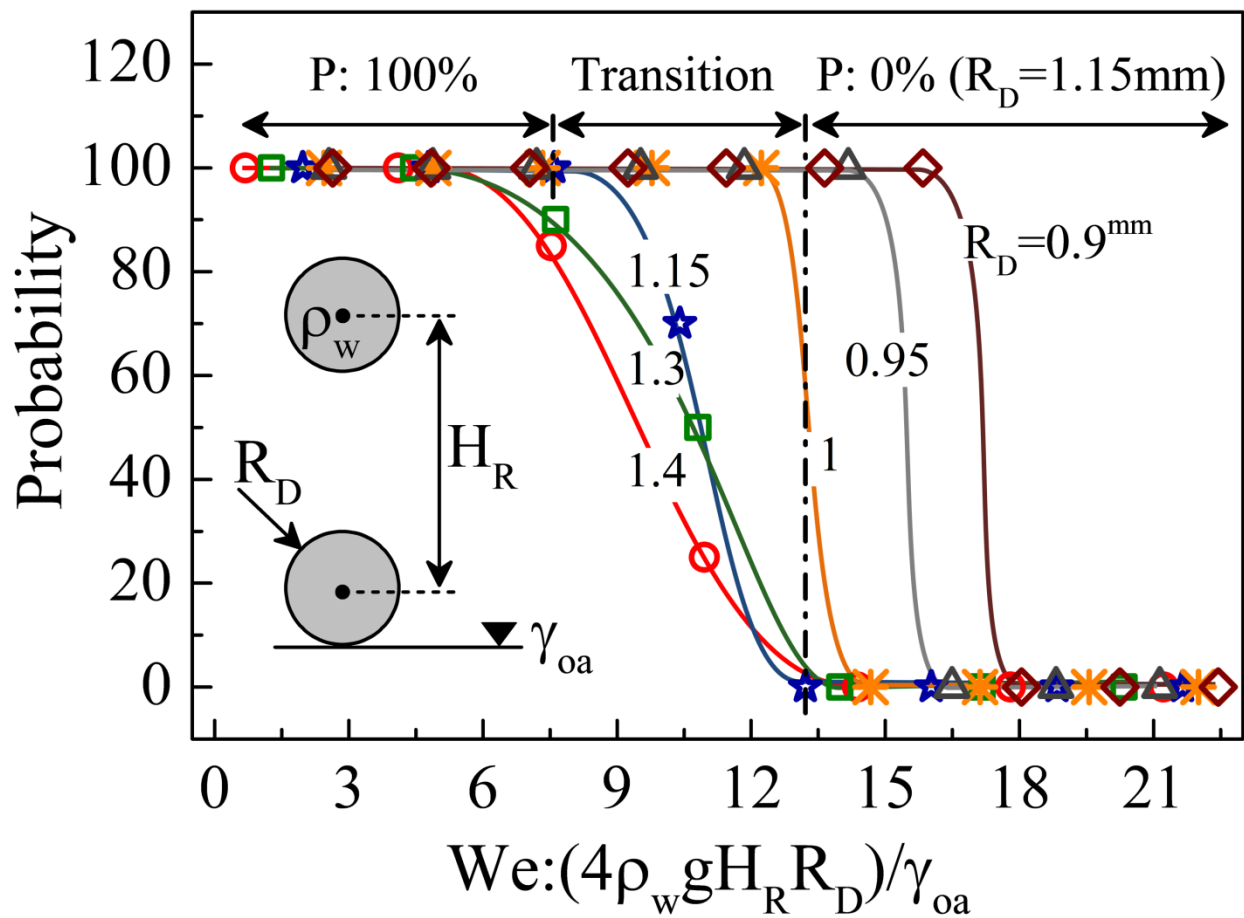 P: 100%
Transition
P: 0% (R_D=1.15mm)
Probability
120
100
80
60
40
20
0
R_D=0.9^mm
1.15
1.3
1.4
0.95
1
ρ_w
H_R
R_D
γ_oa
0 3 6 9 12 15 18 21
We:(4ρ_wgH_RR_D)/γ_oa